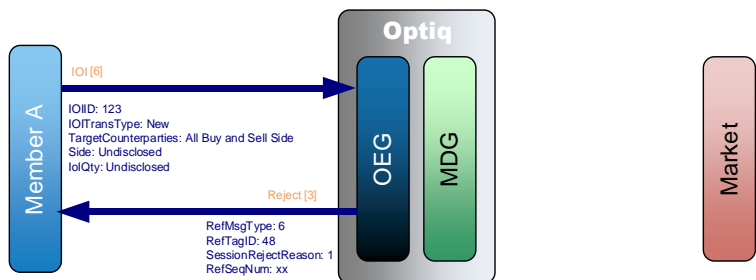 Optiq
Member A
IOI [6]
IOIID: 123
IOITransType: New
TargetCounterparties: All Buy and Sell Side
Side: Undisclosed
IoIQty: Undisclosed
OEG
MDG
Market
Reject [3]
RefMsgType: 6
RefTagID: 48
SessionRejectReason: 1
RefSeqNum: xx